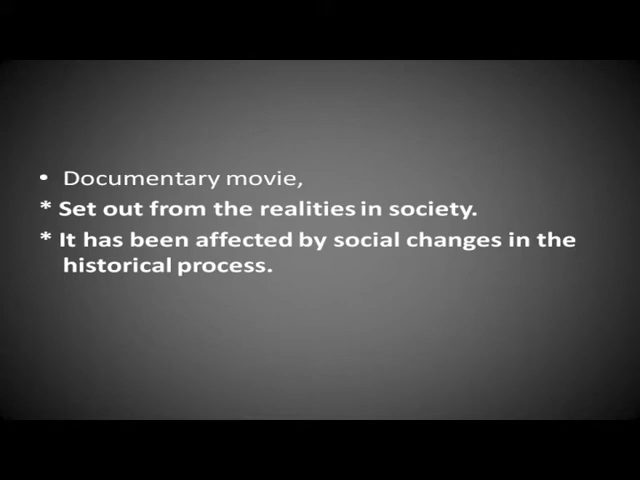 • Documentary movie,
* Set out from the realities in society.
* It has been affected by social changes in the
historical process.